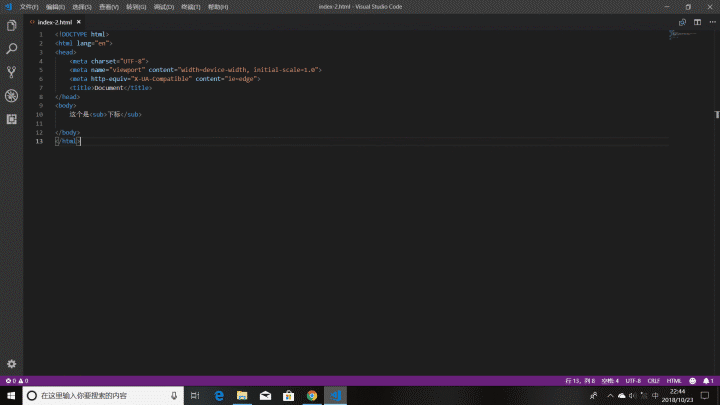 文件(F) 编辑(E) 选择(S) 查看(V) 转到(G) 调试(D) 终端(T) 帮助(H) index-2.html - Visual Studio Code
index-2.html
1 <!DOCTYPE html>
2 <html lang="en">
3 <head>
4 <meta charset="UTF-8">
5 <meta name="viewport" content="width=device-width, initial-scale=1.0">
6 <meta http-equiv="X-UA-Compatible" content="ie=edge">
7 <title>Document</title>
8 </head>
9 <body>
10 这个是<sub>下标</sub>
11
12 </body>
13 </html>
0 0 行 13, 列 8 空格: 4 UTF-8 CRLF HTML 1
在这里输入你要搜索的内容 中 22:44
2018/10/23